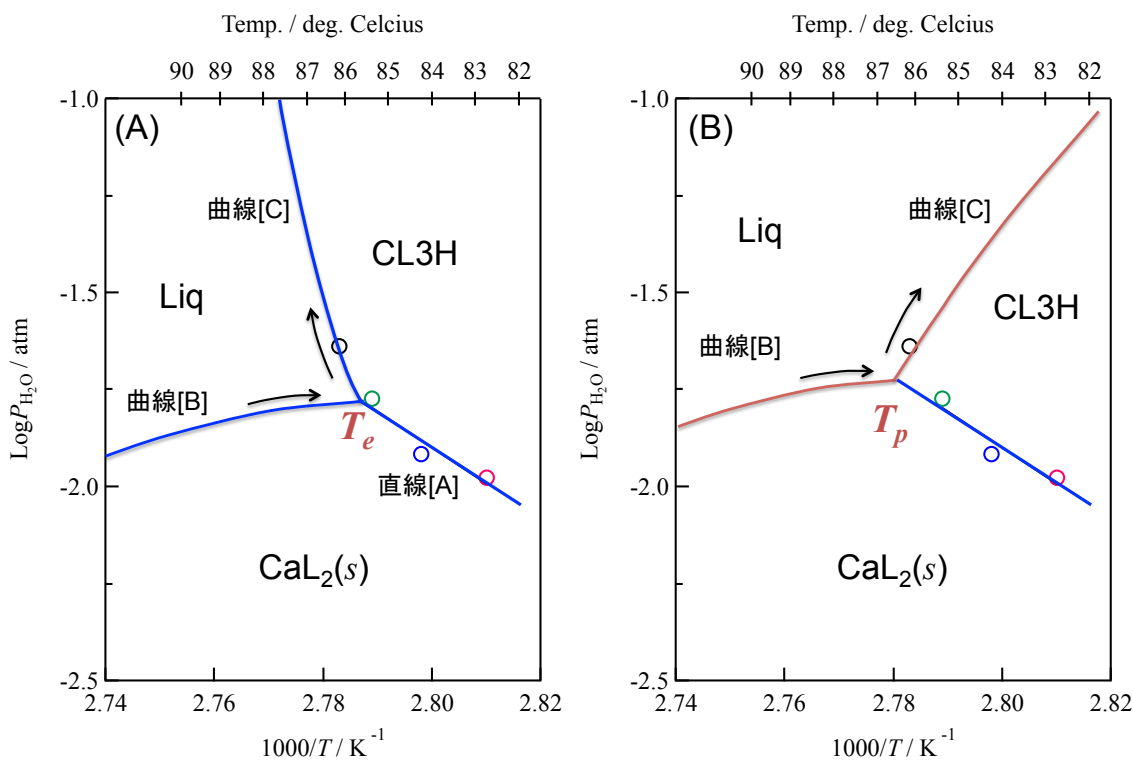 Temp. / deg. Celcius
90 89 88 87 86 85 84 83 82
(A)
曲線[C]
CL3H
Liq
曲線[B]
Te
直線[A]
CaL2(s)
LogPH2O / atm
-1.0
-1.5
-2.0
-2.5
2.74 2.76 2.78 2.80 2.82
1000/T / K-1
Temp. / deg. Celcius
90 89 88 87 86 85 84 83 82
(B)
曲線[C]
Liq
CL3H
曲線[B]
Tp
CaL2(s)
LogPH2O / atm
-1.0
-1.5
-2.0
-2.5
2.74 2.76 2.78 2.80 2.82
1000/T / K-1